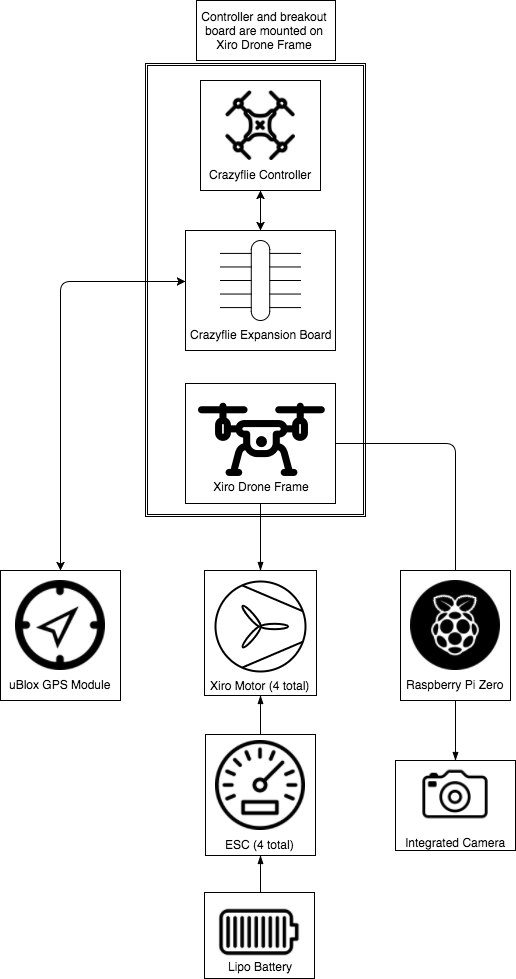 Controller and breakout
board are mounted on
Xiro Drone Frame
Crazyflie Controller
Crazyflie Expansion Board
Xiro Drone Frame
uBlox GPS Module
Xiro Motor (4 total)
Raspberry Pi Zero
ESC (4 total)
Integrated Camera
Lipo Battery